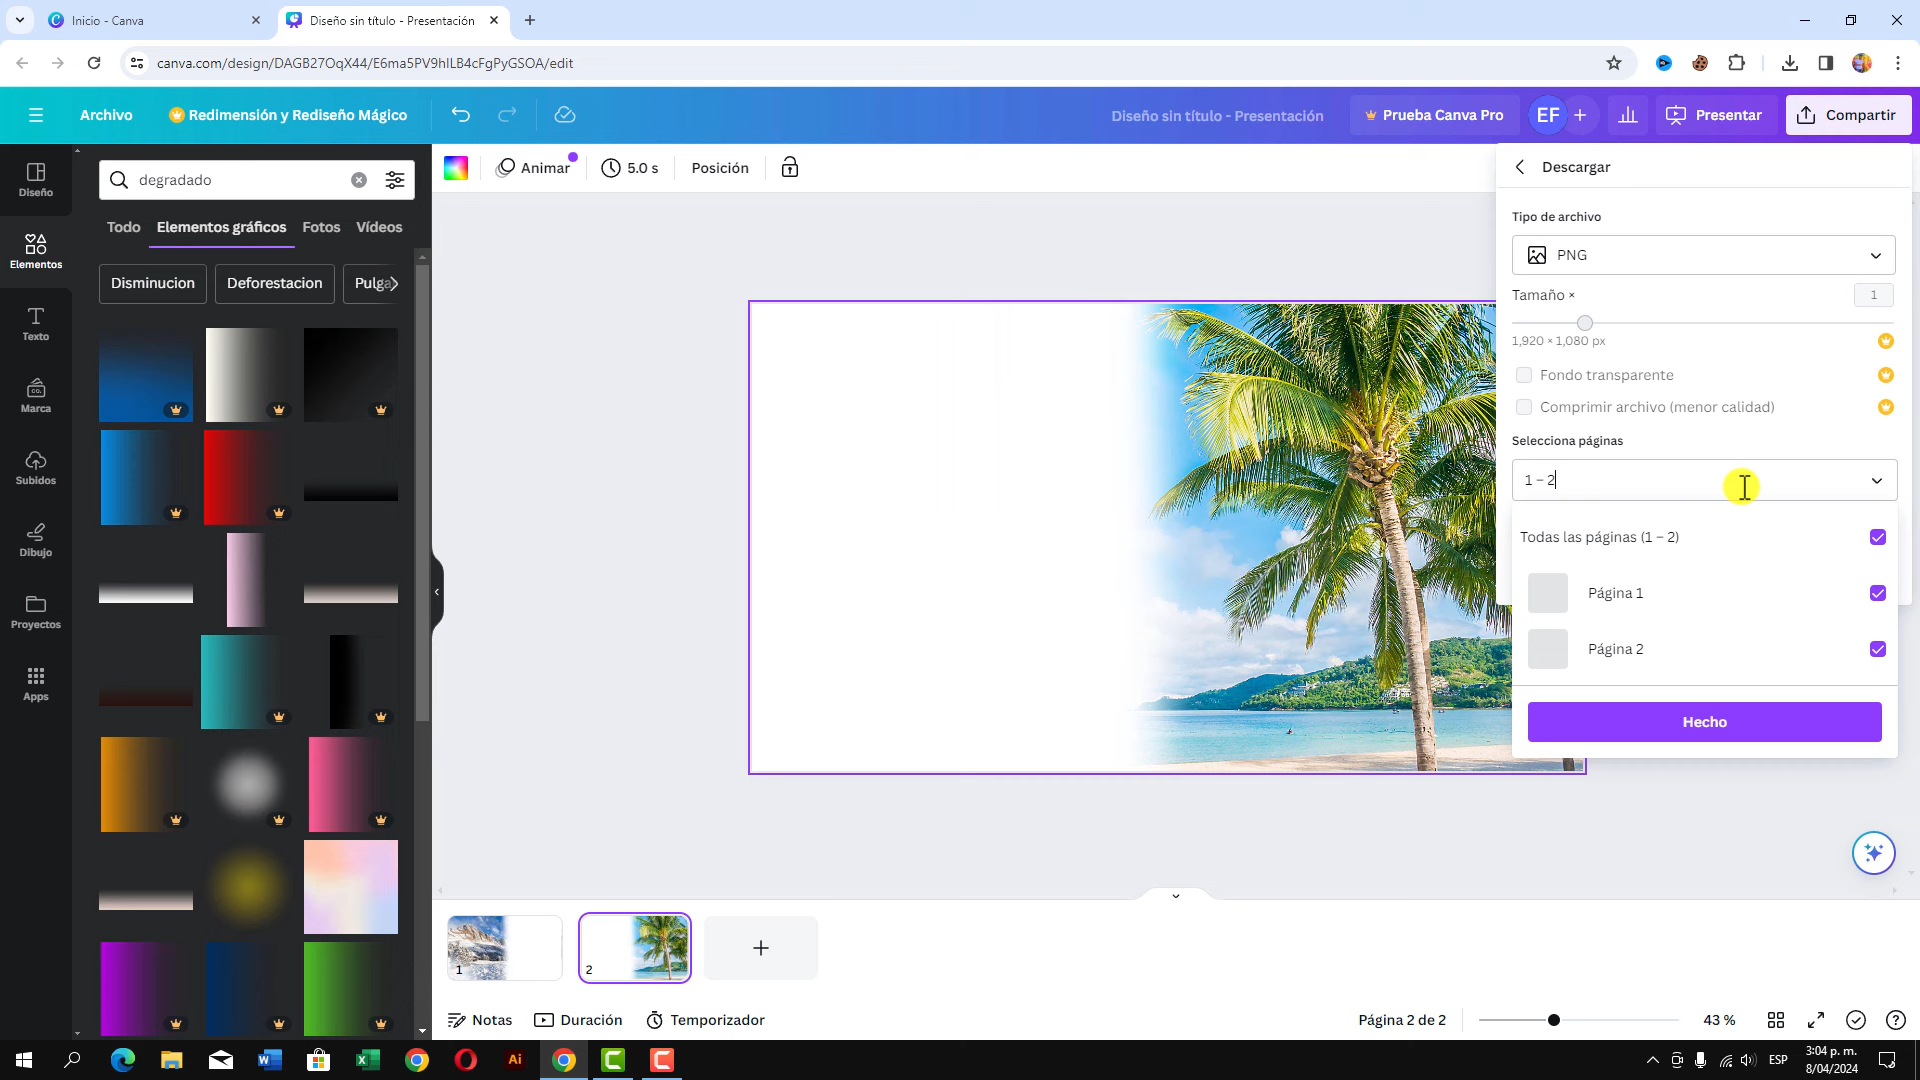 Inicio - Canva
Diseño sin título - Presentación
canva.com/design/DAGB27OqX44/E6ma5PV9hILB4cFgPyGSOA/edit
Archivo
Redimensión y Rediseño Mágico
Diseño sin título - Presentación
Prueba Canva Pro
EF
Presentar
Compartir
Diseño
Elementos
Texto
Marca
Subidos
Dibujo
Proyectos
Apps
degradado
Todo
Elementos gráficos
Fotos
Vídeos
Disminucion
Deforestacion
Pulga
Animar
5.0 s
Posición
Descargar
Tipo de archivo
PNG
Tamaño ×
1
1,920 × 1,080 px
Fondo transparente
Comprimir archivo (menor calidad)
Selecciona páginas
1 – 2
Todas las páginas (1 – 2)
Página 1
Página 2
Hecho
1
2
Notas
Duración
Temporizador
Página 2 de 2
43 %
Ai
ESP
3:04 p. m.
8/04/2024